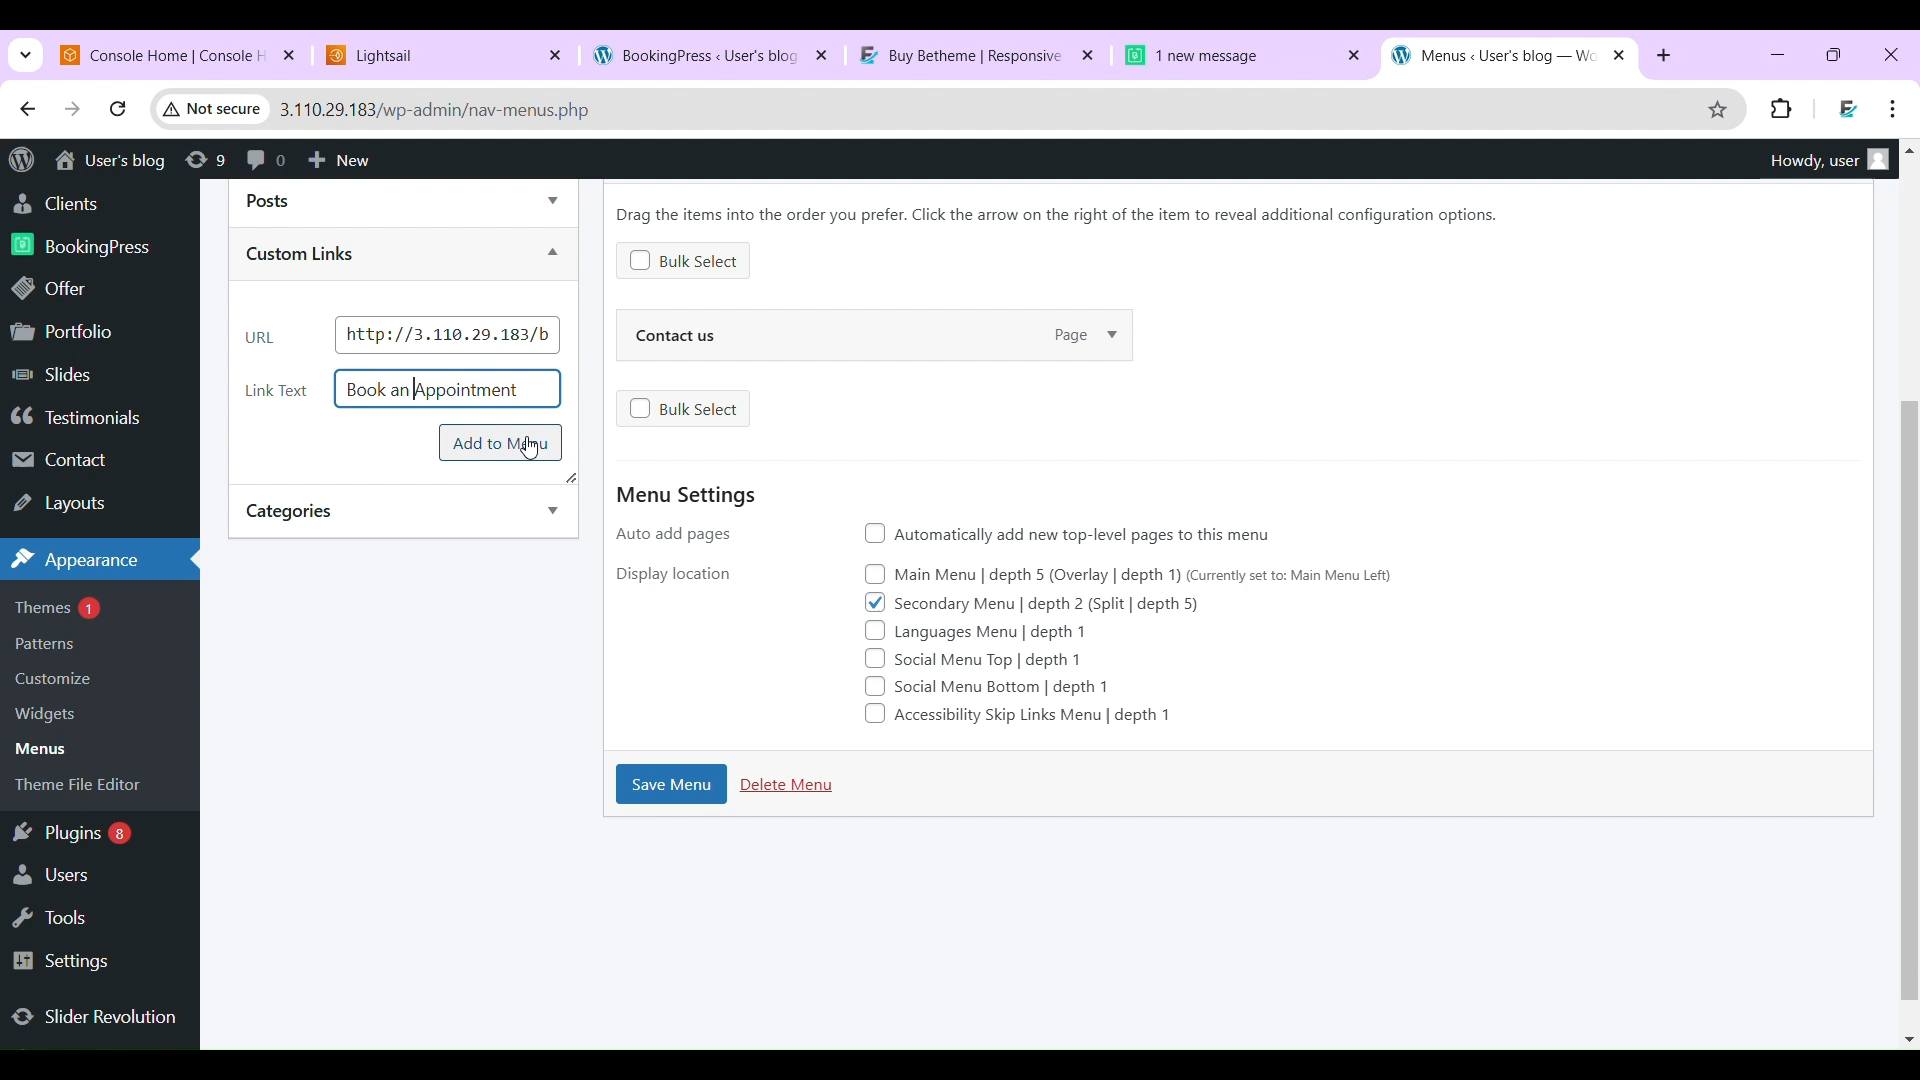 Console Home | Console H
Lightsail
BookingPress ‹ User's blog
Buy Betheme | Responsive
1 new message
Menus ‹ User's blog — Wo
Not secure
3.110.29.183/wp-admin/nav-menus.php
User's blog
9
0
New
Howdy, user
Clients
BookingPress
Offer
Portfolio
Slides
Testimonials
Contact
Layouts
Appearance
Themes 1
Patterns
Customize
Widgets
Menus
Theme File Editor
Plugins 8
Users
Tools
Settings
Slider Revolution
Posts
Custom Links
URL
http://3.110.29.183/b
Link Text
Book an Appointment
Add to Menu
Categories
Drag the items into the order you prefer. Click the arrow on the right of the item to reveal additional configuration options.
Bulk Select
Contact us
Page
Bulk Select
Menu Settings
Auto add pages
Automatically add new top-level pages to this menu
Display location
Main Menu | depth 5 (Overlay | depth 1) (Currently set to: Main Menu Left)
Secondary Menu | depth 2 (Split | depth 5)
Languages Menu | depth 1
Social Menu Top | depth 1
Social Menu Bottom | depth 1
Accessibility Skip Links Menu | depth 1
Save Menu
Delete Menu